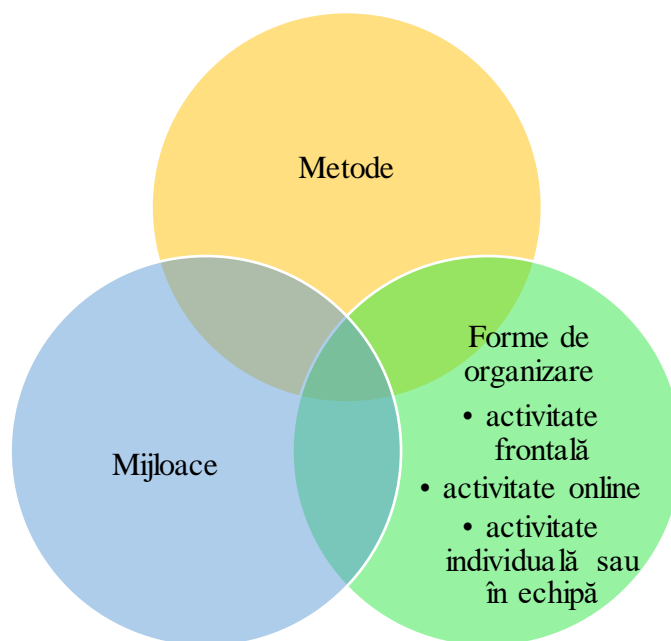 Metode
Mijloace
Forme de
organizare
• activitate
frontală
• activitate online
• activitate
individuală sau
în echipă